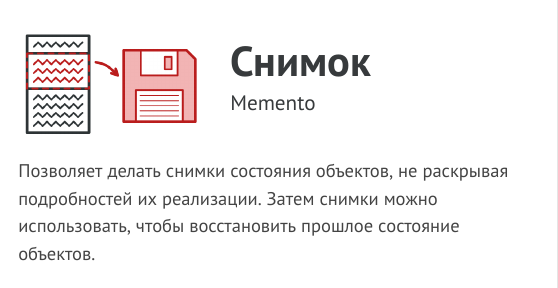 Снимок
Memento
Позволяет делать снимки состояния объектов, не раскрывая
подробностей их реализации. Затем снимки можно
использовать, чтобы восстановить прошлое состояние
объектов.